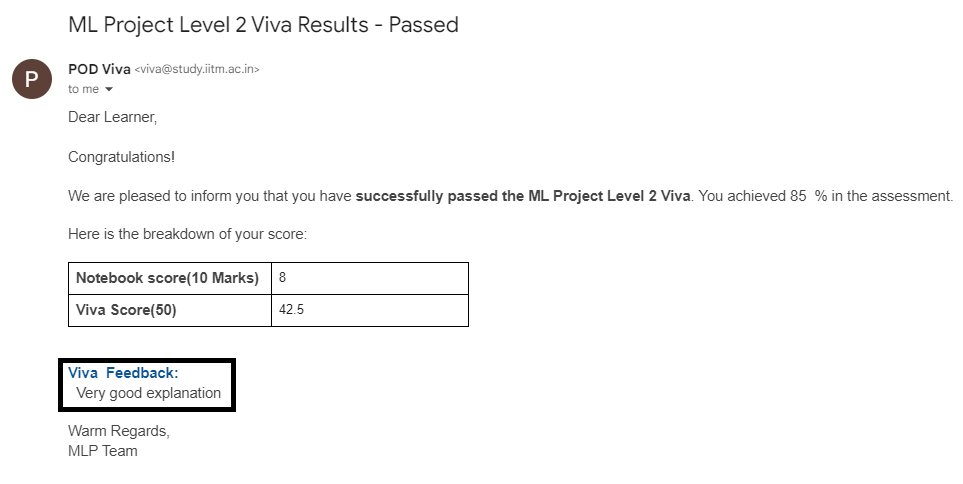 ML Project Level 2 Viva Results - Passed
P
POD Viva <viva@study.iitm.ac.in>
to me
Dear Learner,
Congratulations!
We are pleased to inform you that you have successfully passed the ML Project Level 2 Viva. You achieved 85  % in the assessment.
Here is the breakdown of your score:
Notebook score(10 Marks) 8
Viva Score(50) 42.5
Viva  Feedback:
Very good explanation
Warm Regards,
MLP Team